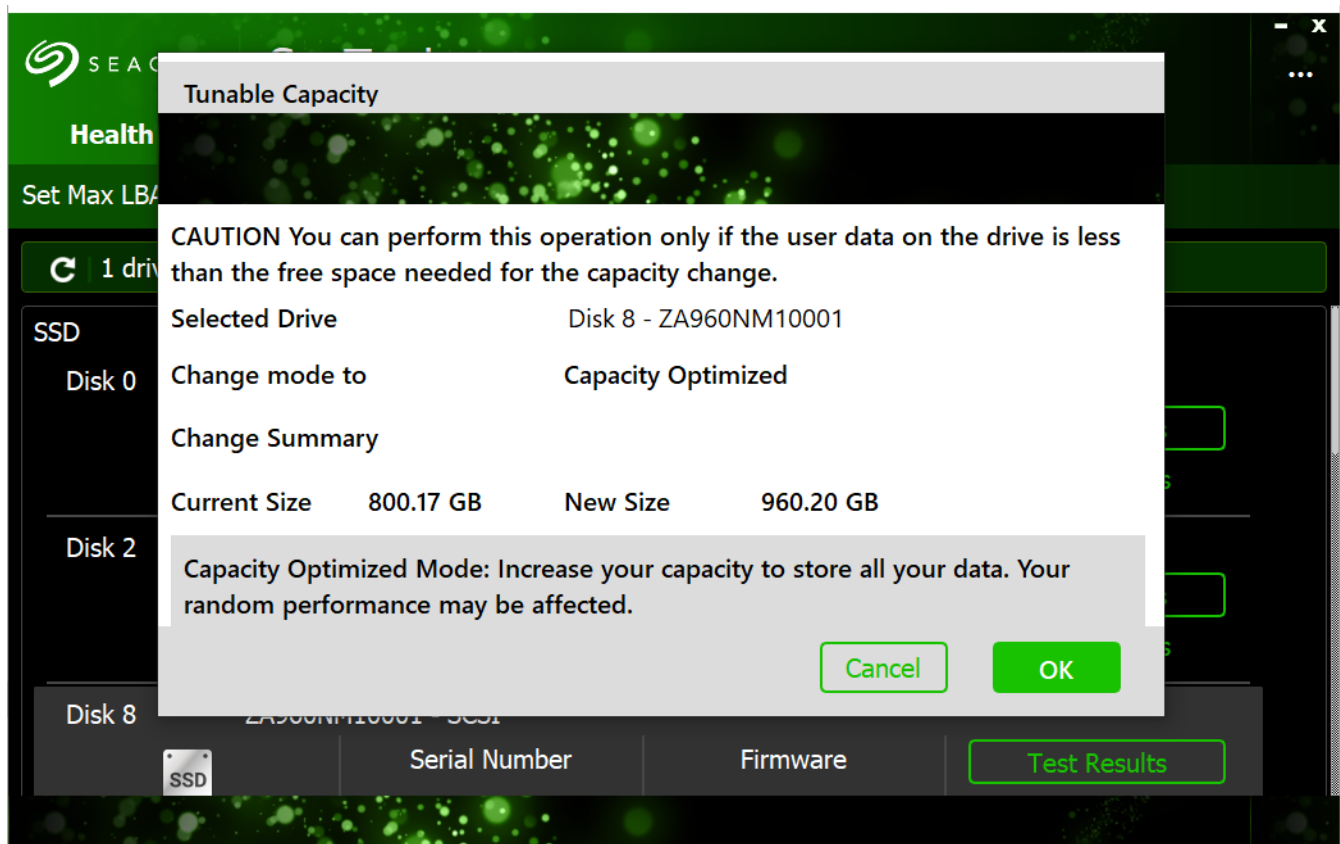 SEAG
- x
...
Tunable Capacity
Health
Set Max LBA
CAUTION You can perform this operation only if the user data on the drive is less
than the free space needed for the capacity change.
1 driv
Selected Drive Disk 8 - ZA960NM10001
SSD
Disk 0
Change mode to Capacity Optimized
Change Summary
Current Size 800.17 GB New Size 960.20 GB
Disk 2
Capacity Optimized Mode: Increase your capacity to store all your data. Your
random performance may be affected.
Cancel OK
Disk 8 ZA960NM10001 - SCSI
SSD Serial Number Firmware Test Results